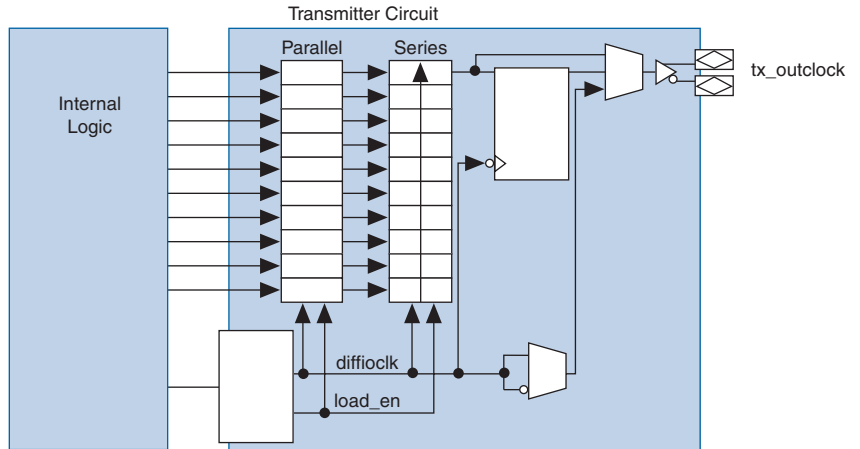 Transmitter Circuit
Parallel
Series
tx_outclock
Internal
Logic
diffioclk
load_en